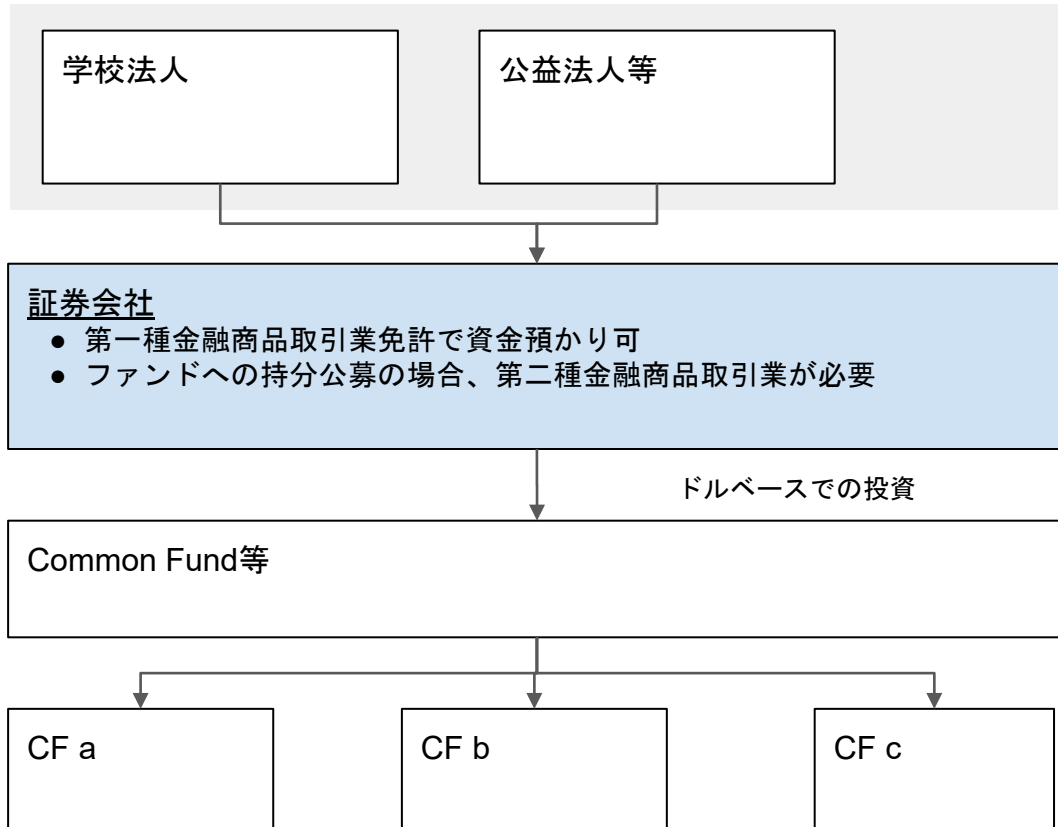 学校法人
公益法人等
証券会社
● 第一種金融商品取引業免許で資金預かり可
● ファンドへの持分公募の場合、第二種金融商品取引業が必要
ドルベースでの投資
Common Fund等
CF a
CF b
CF c